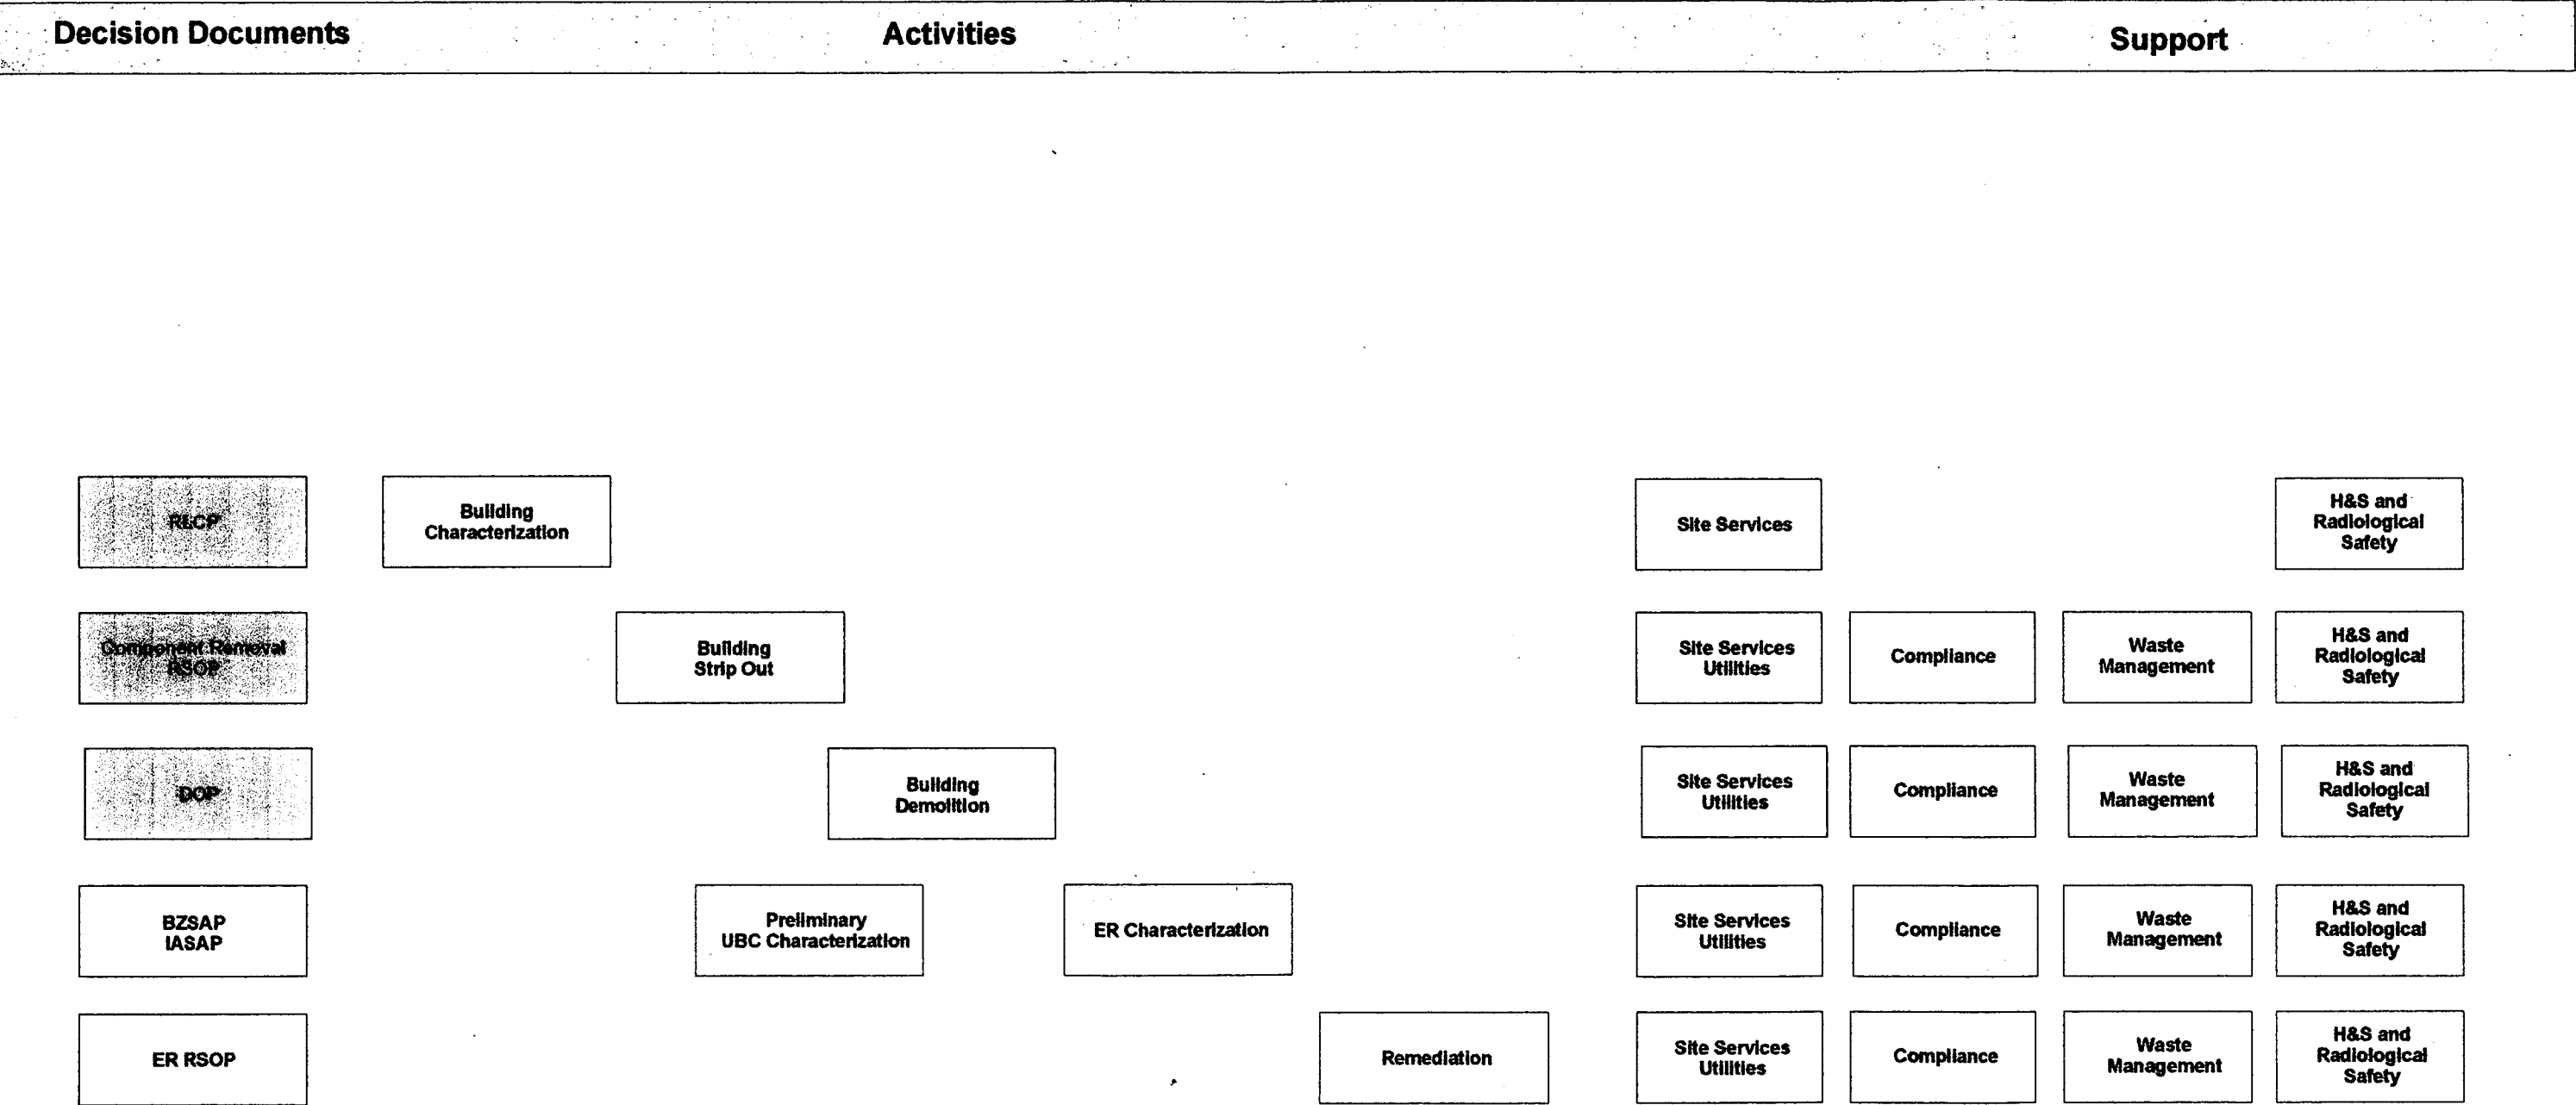 Decision Documents
Activities
Support
RLCP
Building
Characterization
Site Services
H&S and
Radiological
Safety
Component Removal
RSOP
Building
Strip Out
Site Services
Utilities
Compliance
Waste
Management
H&S and
Radiological
Safety
DOP
Building
Demolition
Site Services
Utilities
Compliance
Waste
Management
H&S and
Radiological
Safety
BZSAP
IASAP
Preliminary
UBC Characterization
ER Characterization
Site Services
Utilities
Compliance
Waste
Management
H&S and
Radiological
Safety
ER RSOP
Remediation
Site Services
Utilities
Compliance
Waste
Management
H&S and
Radiological
Safety